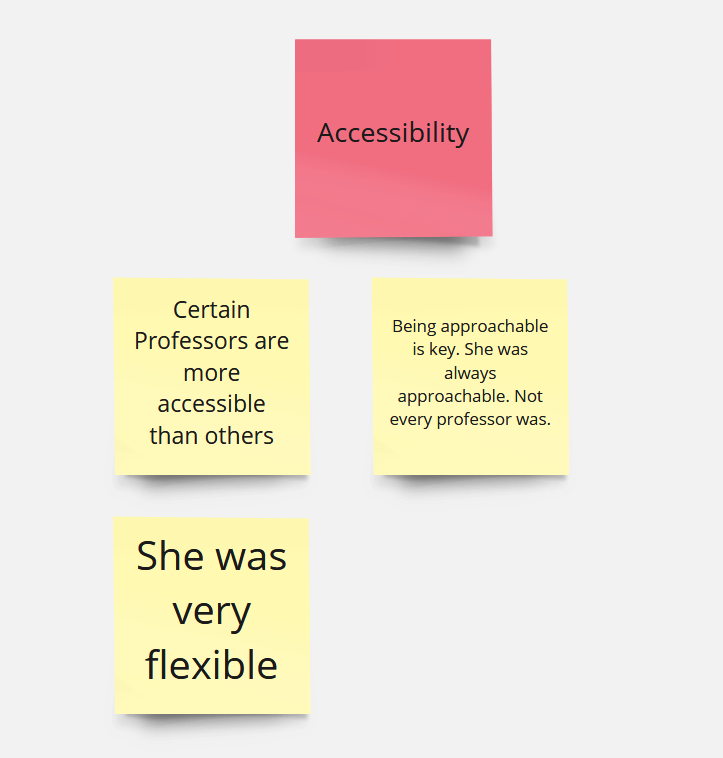 Accessibility
Certain
Professors are
more
accessible
than others
Being approachable
is key. She was
always
approachable. Not
every professor was.
She was
very
flexible